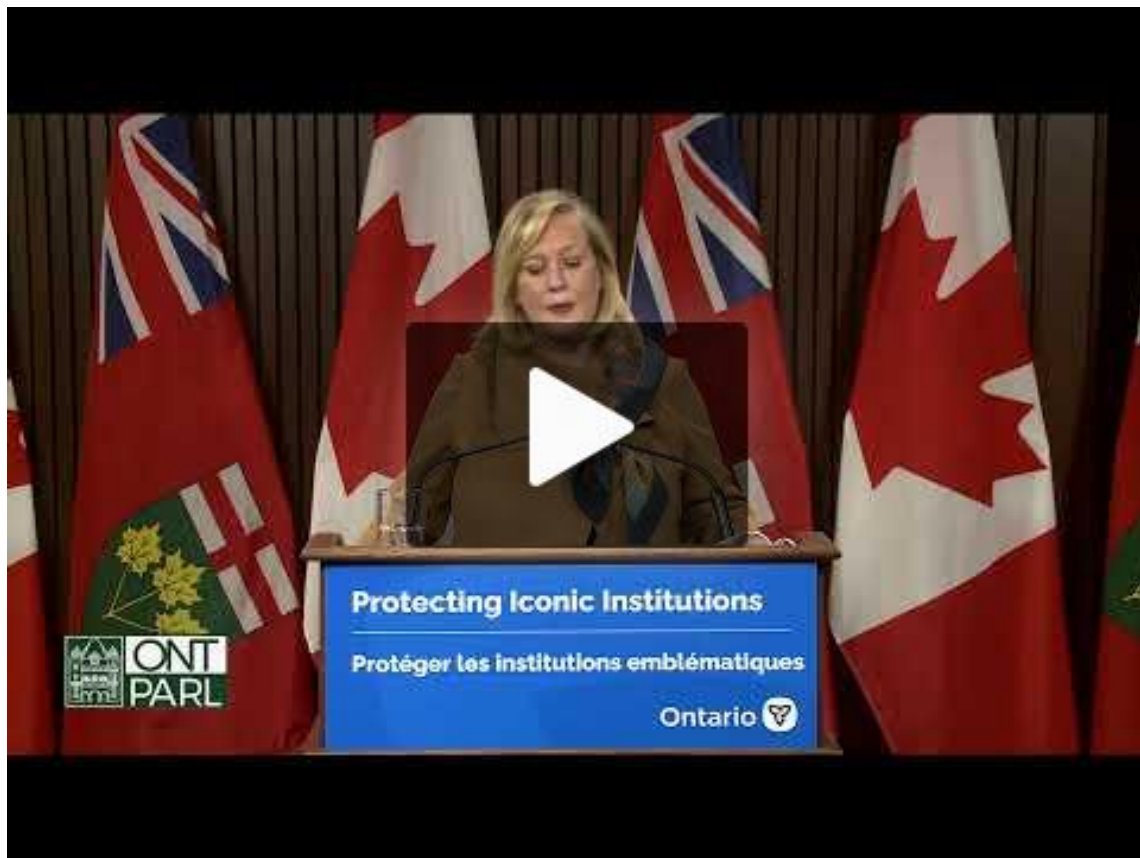 Protecting Iconic Institutions
Protéger les institutions emblématiques
Ontario
ONT
PARL